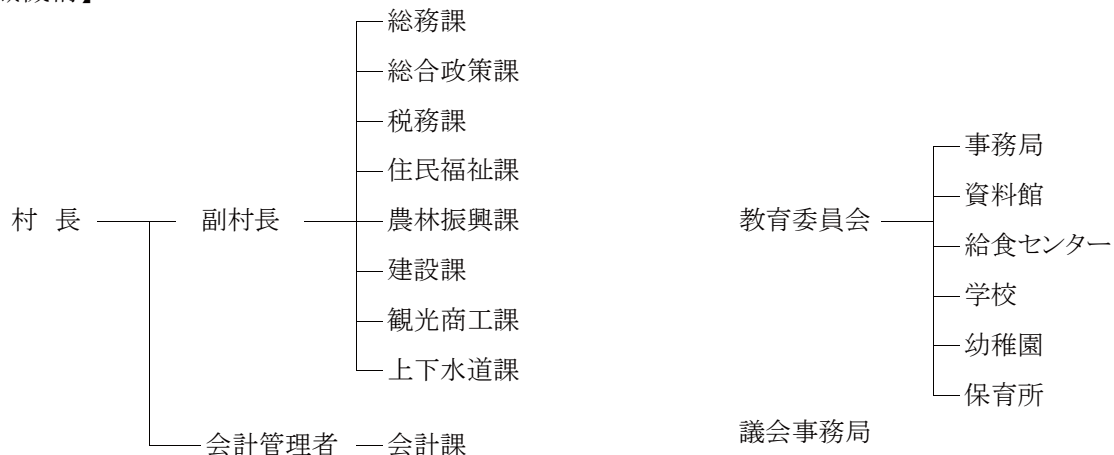 総務課
総合政策課
税務課
住民福祉課
村 長 副村長 農林振興課
建設課
観光商工課
上下水道課
会計管理者 会計課
事務局
資料館
教育委員会 給食センター
学校
幼稚園
保育所
議会事務局